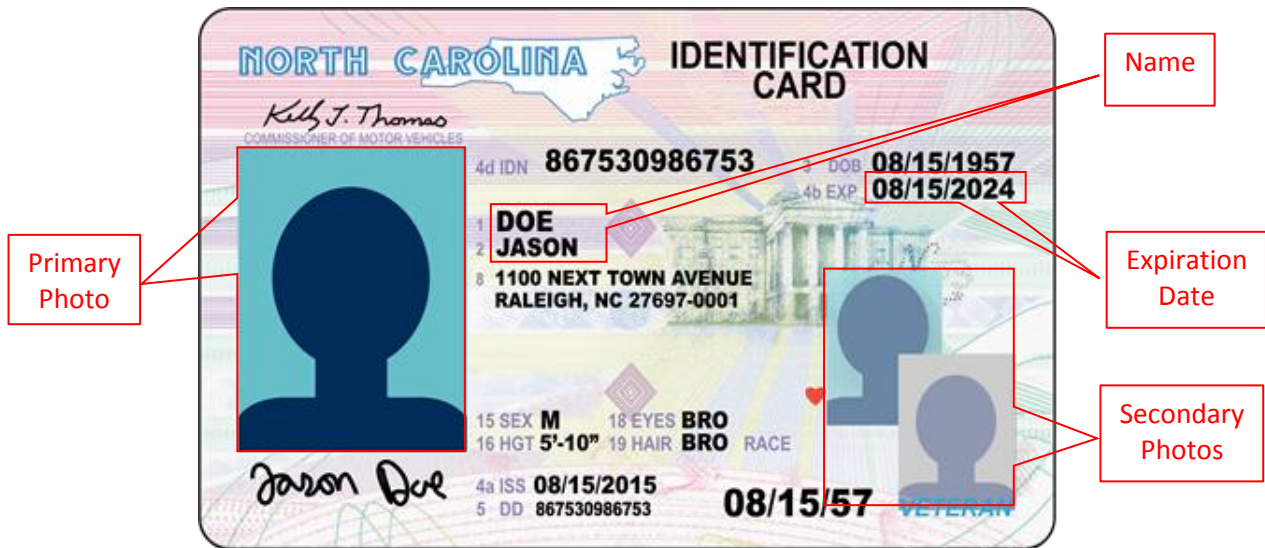 NORTH CAROLINA
IDENTIFICATION
CARD
Kelly J. Thomas
COMMISSIONER OF MOTOR VEHICLES
4d IDN 867530986753
3 DOB 08/15/1957
4b EXP 08/15/2024
1 DOE
2 JASON
8 1100 NEXT TOWN AVENUE
RALEIGH, NC 27697-0001
15 SEX M 18 EYES BRO
16 HGT 5'-10" 19 HAIR BRO RACE
Jason Doe
4a ISS 08/15/2015
5 DD 867530986753
08/15/57
VETERAN
Name
Primary
Photo
Expiration
Date
Secondary
Photos